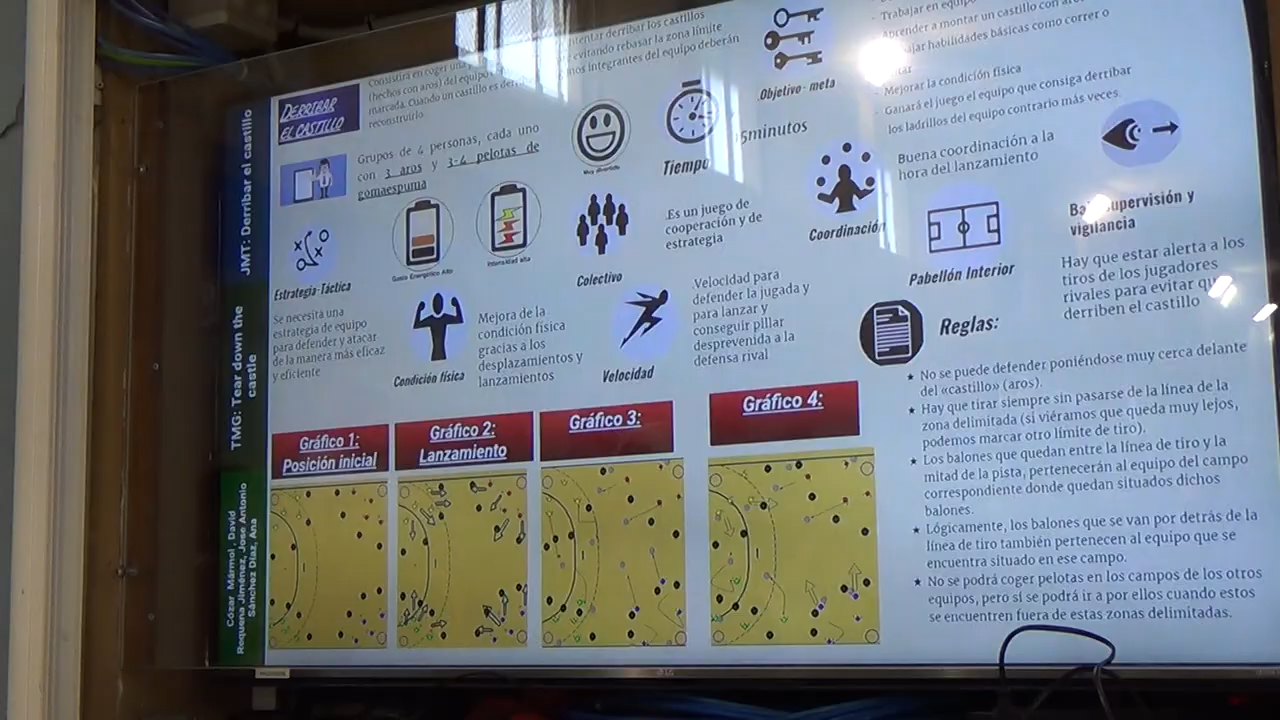 JMT: Derribar el castillo
TMG: Tear down the
castle
Cózar Mármol, David
Requena Jiménez, Jose Antonio
Sánchez Díaz, Ana
DERRIBAR
EL CASTILLO
Consistirá en coger una
intentar derribar los castillos
(hechos con aros) del equipo
evitando rebasar la zona límite
marcada. Cuando un castillo es
integrantes del equipo deberán
reconstruirlo
Grupos de 4 personas, cada uno
con 3 aros y 3-4 pelotas de
gomaespuma
Muy divertido
Tiempo
15minutos
Objetivo- meta
- Trabajar en equipo
- Aprender a montar un castillo con
habilidades básicas como correr o
- Mejorar la condición física
- Ganará el juego el equipo que consiga derribar
los ladrillos del equipo contrario más veces.
Estrategia-Táctica
Se necesita una
estrategia de equipo
para defender y atacar
de la manera más eficaz
y eficiente
Gasto Energético Alto
Intensidad alta
Colectivo
.Es un juego de
cooperación y de
estrategia
Coordinación
Buena coordinación a la
hora del lanzamiento
Pabellón Interior
supervisión y
vigilancia
Hay que estar alerta a los
tiros de los jugadores
rivales para evitar
derriben el castillo
Condición física
Mejora de la
condición física
gracias a los
desplazamientos y
lanzamientos
Velocidad
.Velocidad para
defender la jugada y
para lanzar y
conseguir pillar
desprevenida a la
defensa rival
Reglas:
★ No se puede defender poniéndose muy cerca delante
del «castillo» (aros).
★ Hay que tirar siempre sin pasarse de la línea de la
zona delimitada (si viéramos que queda muy lejos,
podemos marcar otro límite de tiro).
★ Los balones que quedan entre la línea de tiro y la
mitad de la pista, pertenecerán al equipo del campo
correspondiente donde quedan situados dichos
balones.
★ Lógicamente, los balones que se van por detrás de la
línea de tiro también pertenecen al equipo que se
encuentra situado en ese campo.
★ No se podrá coger pelotas en los campos de los otros
equipos, pero sí se podrá ir a por ellos cuando estos
se encuentren fuera de estas zonas delimitadas.
Gráfico 1:
Posición inicial
Gráfico 2:
Lanzamiento
Gráfico 3:
Gráfico 4: